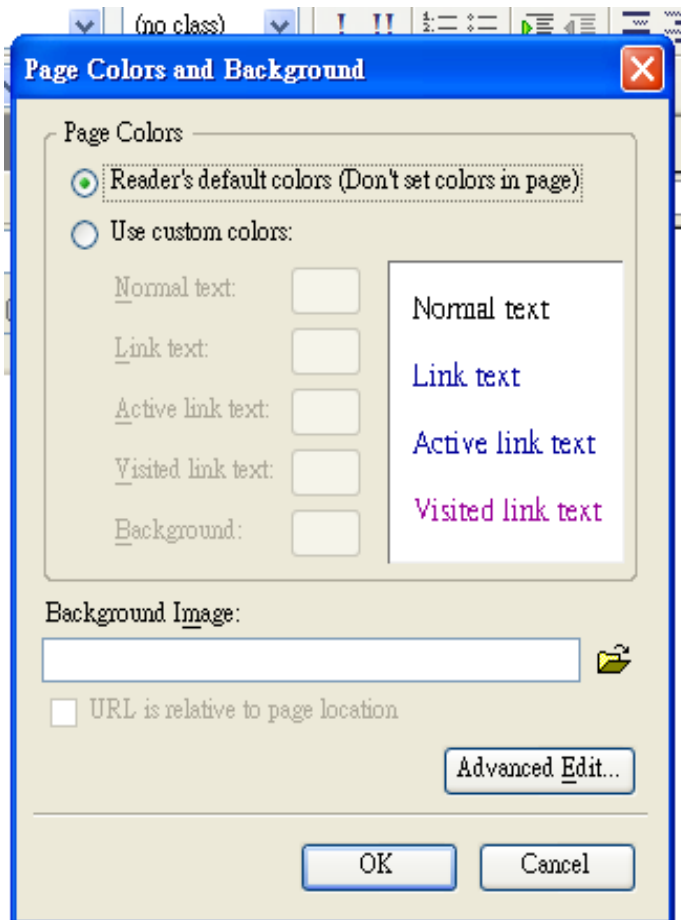 (no class)
Page Colors and Background
Page Colors
Reader's default colors (Don't set colors in page)
Use custom colors:
Normal text:
Link text:
Active link text:
Visited link text:
Background:
Normal text
Link text
Active link text
Visited link text
Background Image:
URL is relative to page location
Advanced Edit...
OK
Cancel